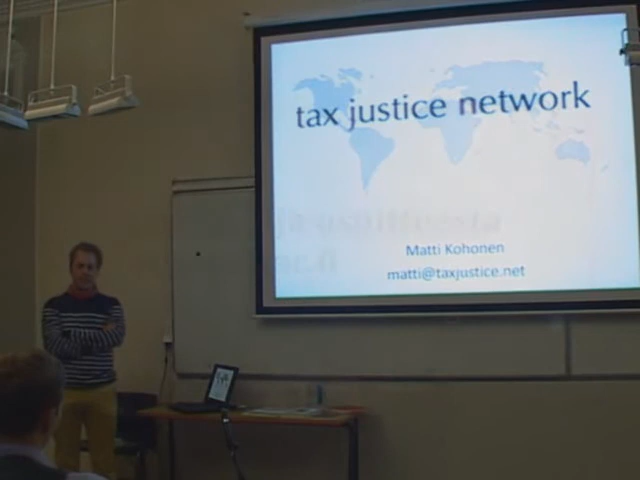 tax justice network
Matti Kohonen
matti@taxjustice.net